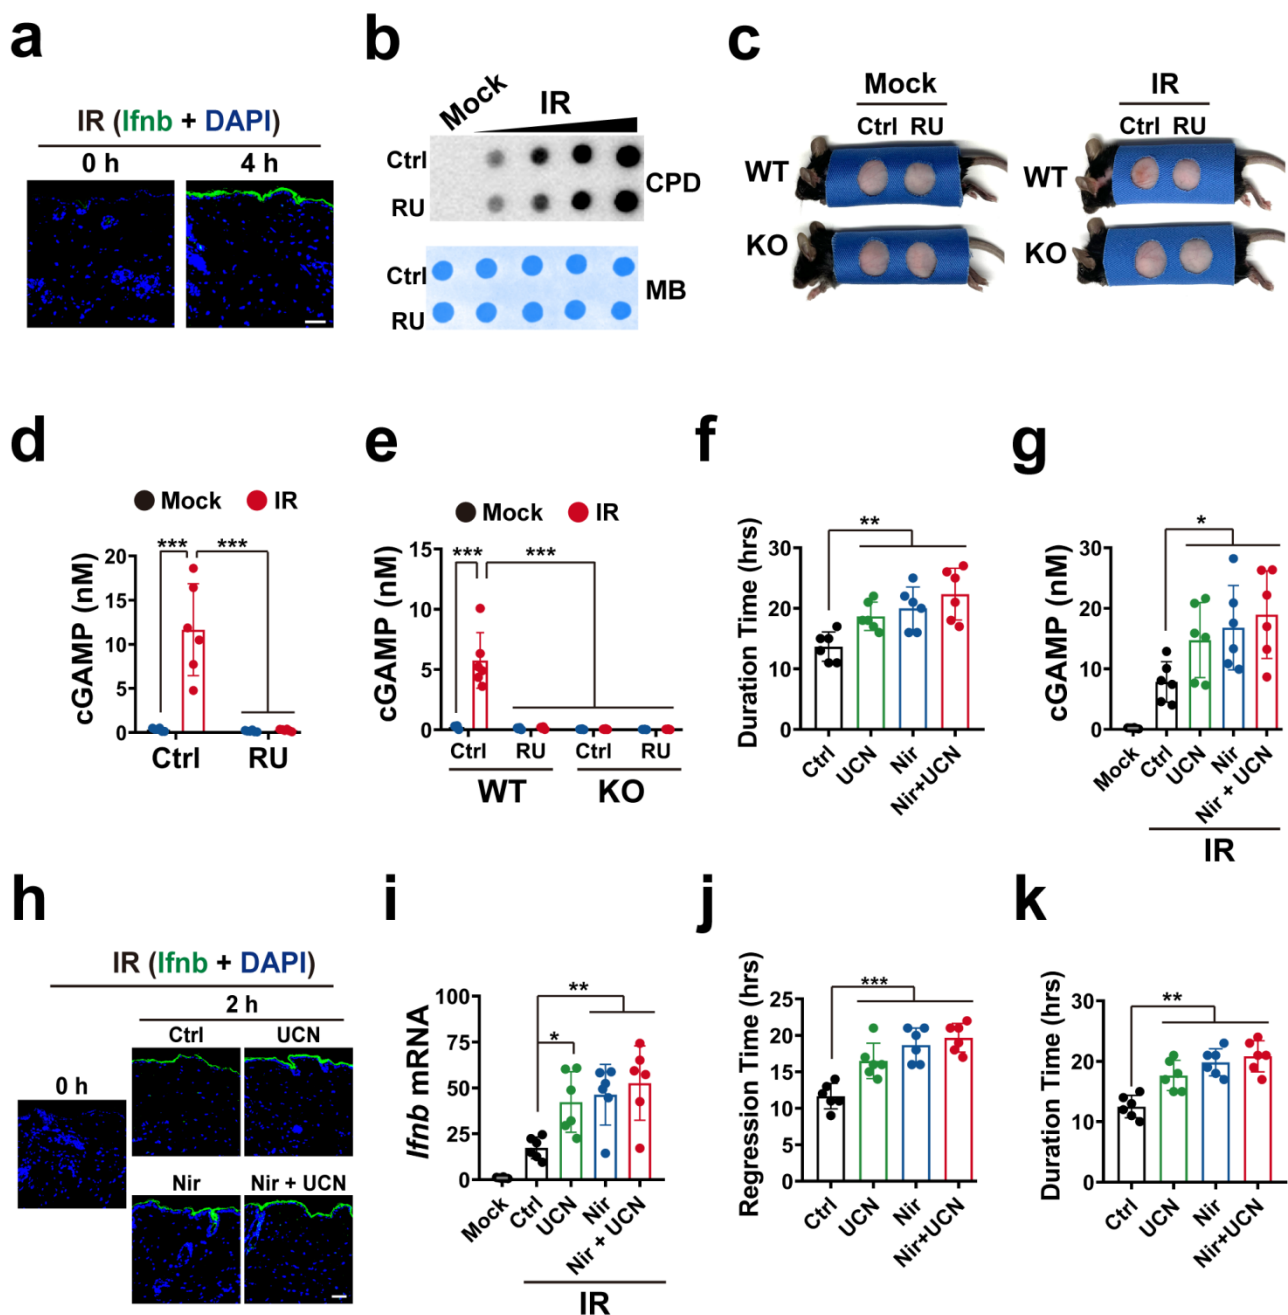 a
IR (Ifnb + DAPI)
0 h 4 h
b
Mock IR
Ctrl
RU
CPD
Ctrl
RU
MB
c
Mock
Ctrl RU
WT
KO
IR
Ctrl RU
WT
KO
d
Mock IR
*** ***
cGAMP (nM)
20
15
10
5
0
Ctrl RU
e
Mock IR
*** ***
cGAMP (nM)
15
10
5
0
Ctrl RU Ctrl RU
WT KO
f
**
Duration Time (hrs)
30
20
10
0
Ctrl UCN Nir Nir+UCN
g
*
cGAMP (nM)
30
20
10
0
Mock Ctrl UCN Nir Nir + UCN
IR
h
IR (Ifnb + DAPI)
2 h
Ctrl UCN
0 h
Nir Nir + UCN
i
**
*
Ifnb mRNA
100
75
50
25
0
Mock Ctrl UCN Nir Nir + UCN
IR
j
***
Regression Time (hrs)
25
20
15
10
5
0
Ctrl UCN Nir Nir+UCN
k
**
Duration Time (hrs)
30
20
10
0
Ctrl UCN Nir Nir+UCN